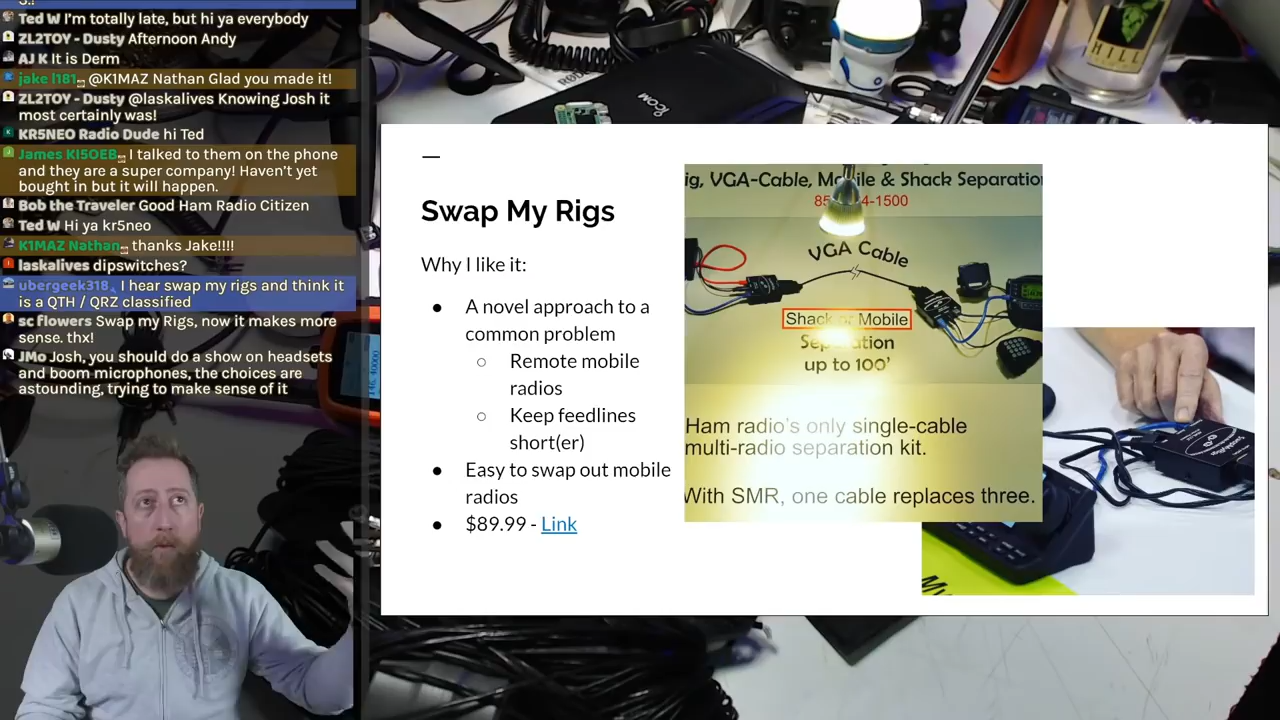 Ted W I'm totally late, but hi ya everybody
ZL2TOY - Dusty Afternoon Andy
AJ K It is Derm
jake l181 @K1MAZ Nathan Glad you made it!
ZL2TOY - Dusty @laskalives Knowing Josh it
most certainly was!
KR5NEO Radio Dude hi Ted
James KI5OEB I talked to them on the phone
and they are a super company! Haven't yet
bought in but it will happen.
Bob the Traveler Good Ham Radio Citizen
Ted W Hi ya kr5neo
K1MAZ Nathan thanks Jake!!!!
laskalives dipswitches?
ubergeek318 I hear swap my rigs and think it
is a QTH / QRZ classified
sc flowers Swap my Rigs, now it makes more
sense. thx!
JMo Josh, you should do a show on headsets
and boom microphones, the choices are
astounding, trying to make sense of it
ICOM
HILL
Swap My Rigs
Why I like it:
A novel approach to a
common problem
Remote mobile
radios
Keep feedlines
short(er)
Easy to swap out mobile
radios
$89.99 - Link
ig, VGA-Cable, Mobile & Shack Separation
4-1500
VGA Cable
Shack or Mobile
Separation
up to 100'
Ham radio's only single-cable
multi-radio separation kit.
With SMR, one cable replaces three.
My